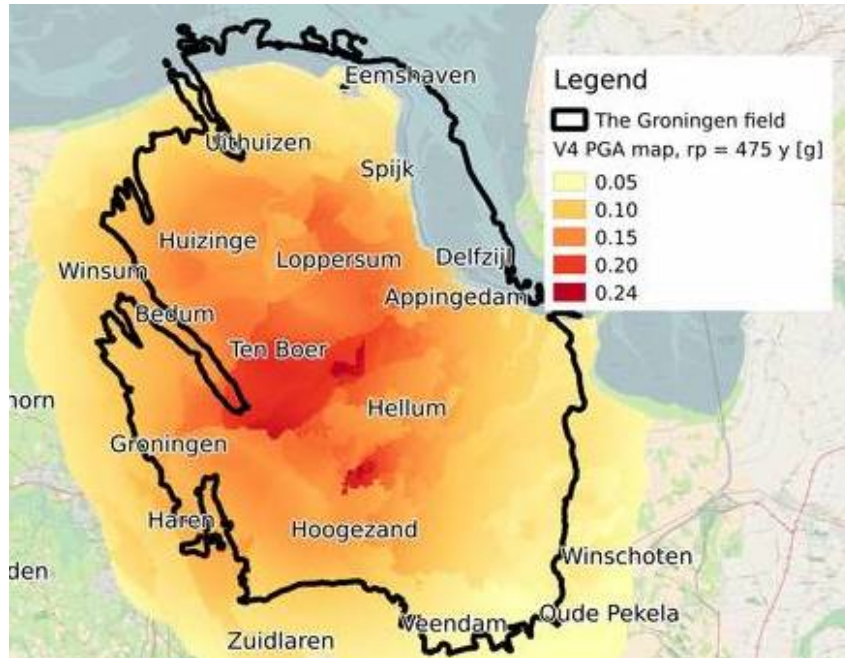 Eemshaven
Legend
The Groningen field
V4 PGA map, rp = 475 y [g]
0.05
0.10
0.15
0.20
0.24
Uithuizen
Spijk
Huizinge
Loppersum
Delfzijl
Winsum
Appingedam
Bedum
Ten Boer
Hellum
horn
Groningen
Haren
Hoogezand
Winschoten
den
Veendam
Oude Pekela
Zuidlaren